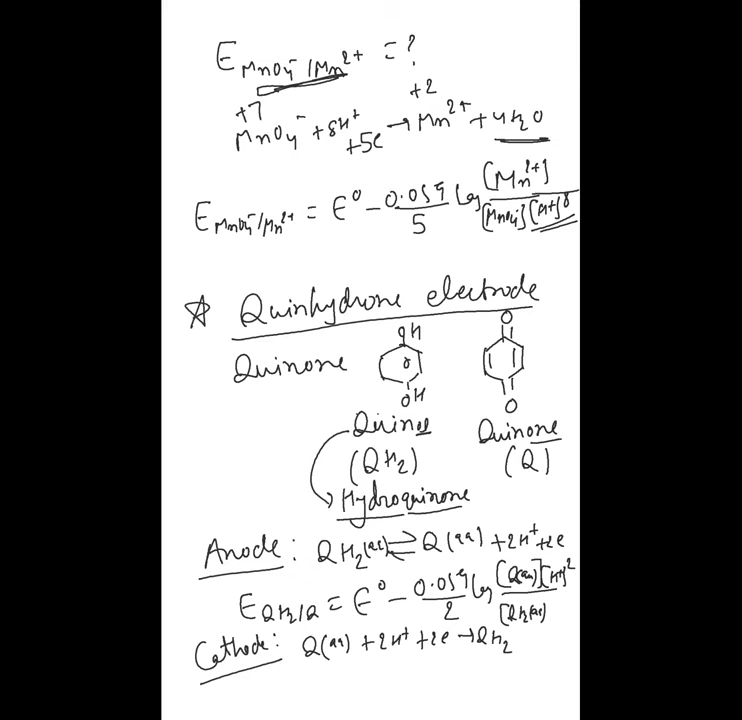 E MnO4⁻/Mn²⁺ = ?
+7 +2
MnO4⁻ + 8H⁺ + 5e → Mn²⁺ + 4H2O
E MnO4⁻/Mn²⁺ = E⁰ - 0.059/5 log [Mn²⁺]/[MnO4⁻][H⁺]⁸
☆ Quinhydrone electrode
Quinone OH O
OH O
Quinol Quinone
(QH2) (Q)
Hydroquinone
Anode: QH2(aq) ⇌ Q(aq) + 2H⁺ + 2e
E QH2/Q = E⁰ - 0.059/2 log [Q(aq)][H⁺]²/[QH2(aq)]
Cathode: Q(aq) + 2H⁺ + 2e → QH2